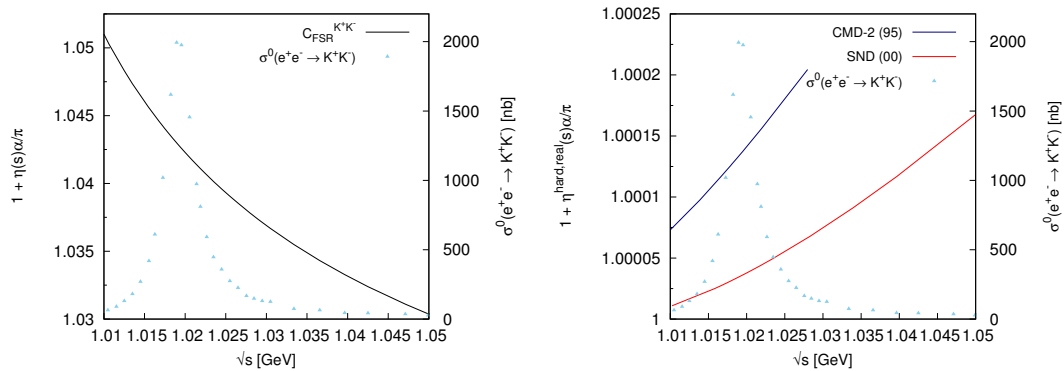 C_FSR^K⁺K⁻
σ⁰(e⁺e⁻ → K⁺K⁻)
1.05
1.045
1.04
1.035
1.03
1 + η(s)α/π
2000
1500
1000
500
0
σ⁰(e⁺e⁻ → K⁺K⁻) [nb]
1.01 1.015 1.02 1.025 1.03 1.035 1.04 1.045 1.05
√s [GeV]
CMD-2 (95)
SND (00)
σ⁰(e⁺e⁻ → K⁺K⁻)
1.00025
1.0002
1.00015
1.0001
1.00005
1
1 + η^hard,real(s)α/π
2000
1500
1000
500
0
σ⁰(e⁺e⁻ → K⁺K⁻) [nb]
1.01 1.015 1.02 1.025 1.03 1.035 1.04 1.045 1.05
√s [GeV]